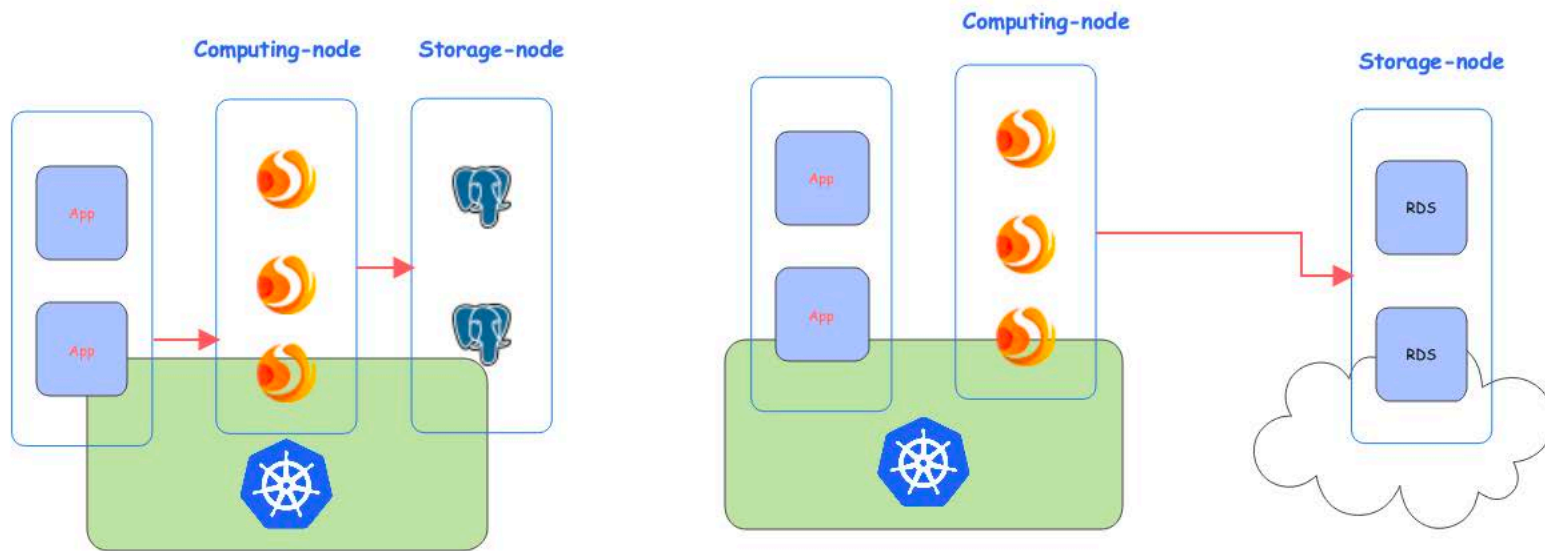 Computing-node
Storage-node
App
App
Computing-node
Storage-node
App
App
RDS
RDS